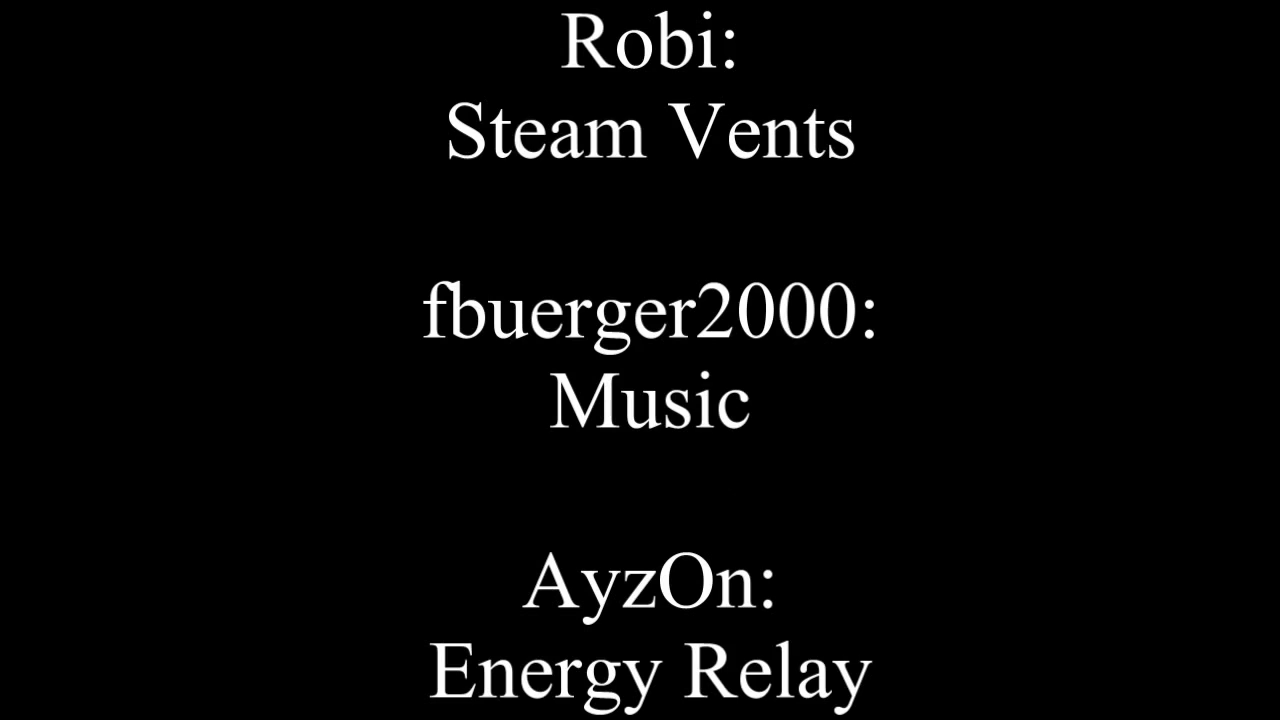 Robi:
Steam Vents
fbuerger2000:
Music
AyzOn:
Energy Relay